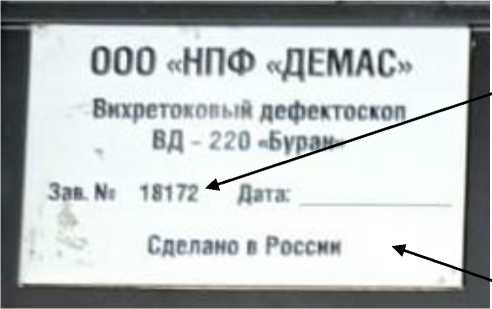 ООО «НПФ «ДЕМАС»
Вихретоковый дефектоскоп
ВД - 220 «Буран»
Зав. № 18172 Дата:
Сделано в России